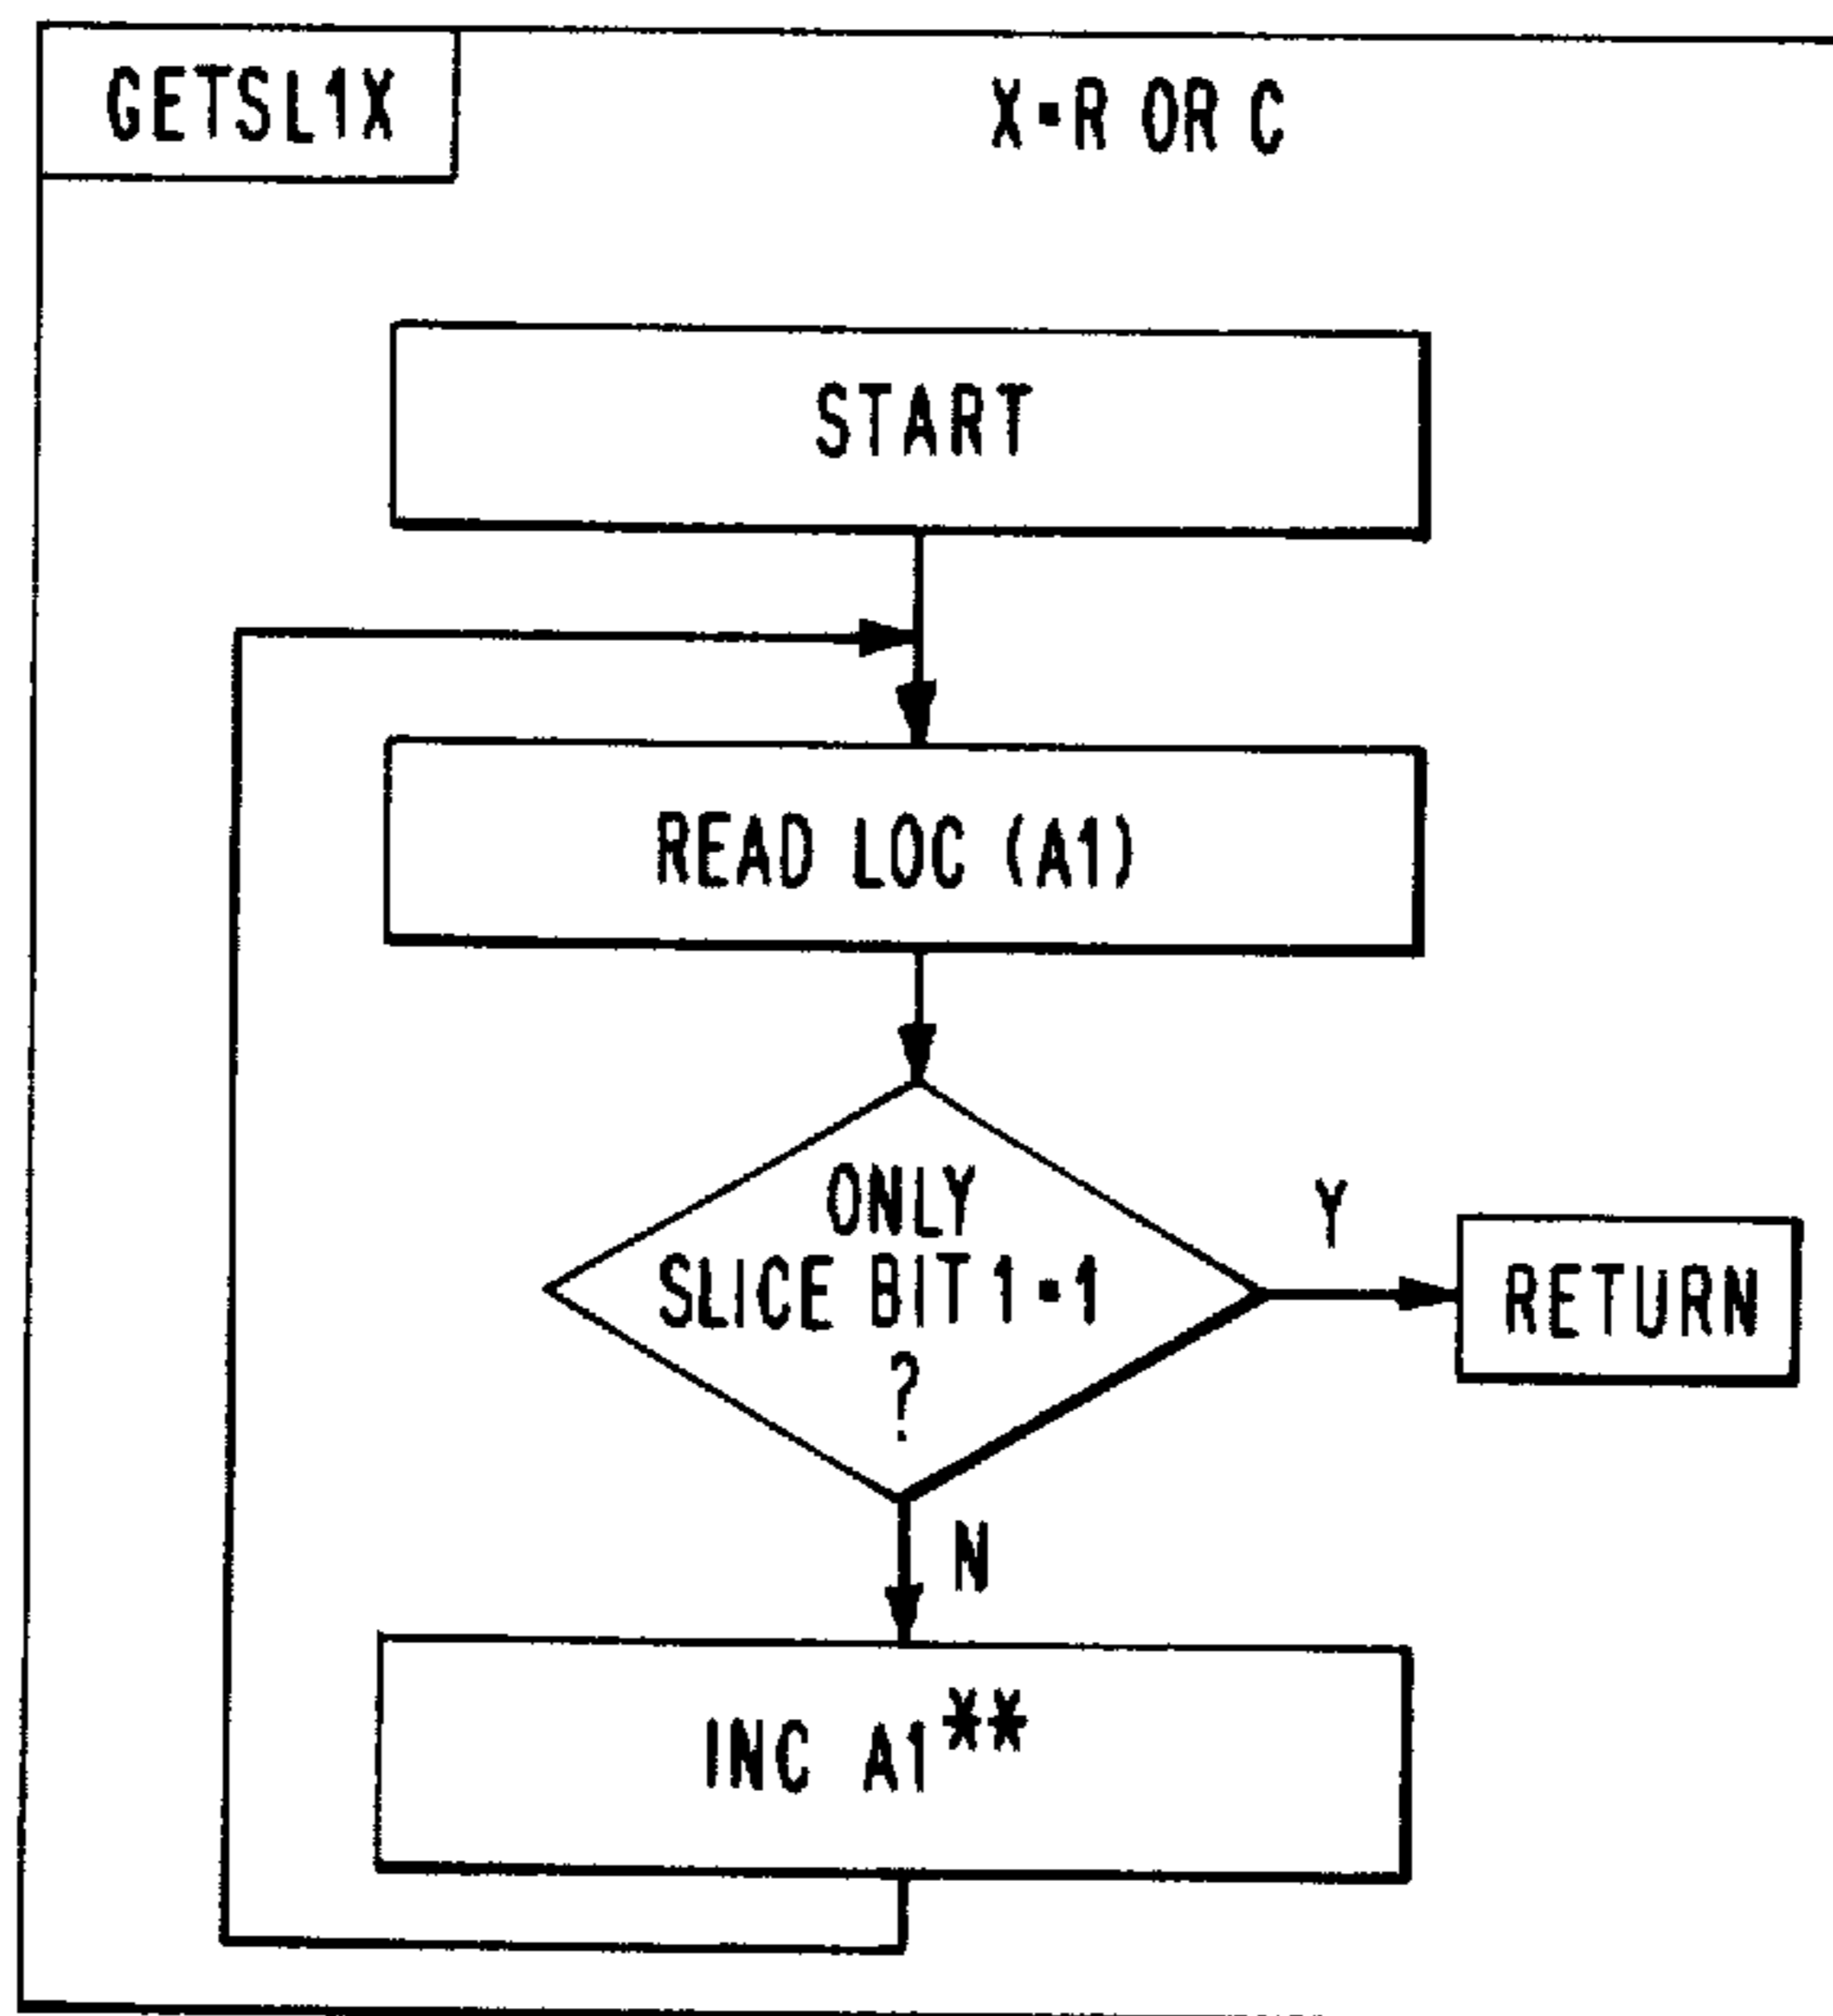 GETSL1X
X=R OR C
START
READ LOC (A1)
ONLY
SLICE BIT 1=1
?
Y
RETURN
N
INC A1**